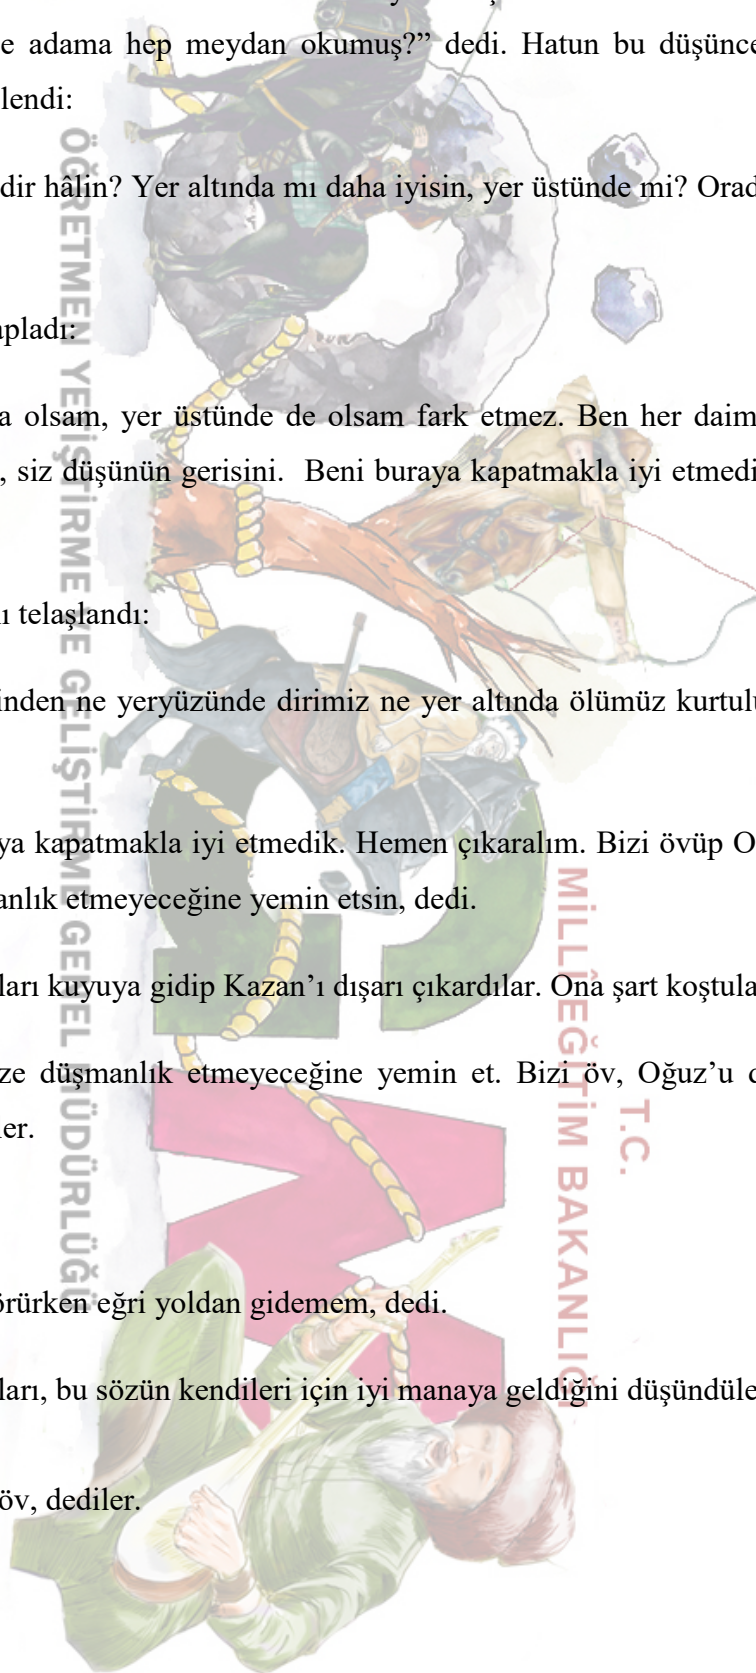 e adama hep meydan okumuş?” dedi. Hatun bu düşünce
lendi:
dir hâlin? Yer altında mı daha iyisin, yer üstünde mi? Orad
apladı:
a olsam, yer üstünde de olsam fark etmez. Ben her daim
, siz düşünün gerisini. Beni buraya kapatmakla iyi etmedi
ı telaşlandı:
inden ne yeryüzünde dirimiz ne yer altında ölümüz kurtulu
ya kapatmakla iyi etmedik. Hemen çıkaralım. Bizi övüp O
anlık etmeyeceğine yemin etsin, dedi.
ları kuyuya gidip Kazan’ı dışarı çıkardılar. Ona şart koştula
ze düşmanlık etmeyeceğine yemin et. Bizi öv, Oğuz’u
ler.
örürken eğri yoldan gidemem, dedi.
ları, bu sözün kendileri için iyi manaya geldiğini düşündüle
öv, dediler.
T.C.
MİLLÎ EĞİTİM BAKANLIĞI
ÖĞRETMEN YETİŞTİRME VE GELİŞTİRME GENEL MÜDÜRLÜĞÜ